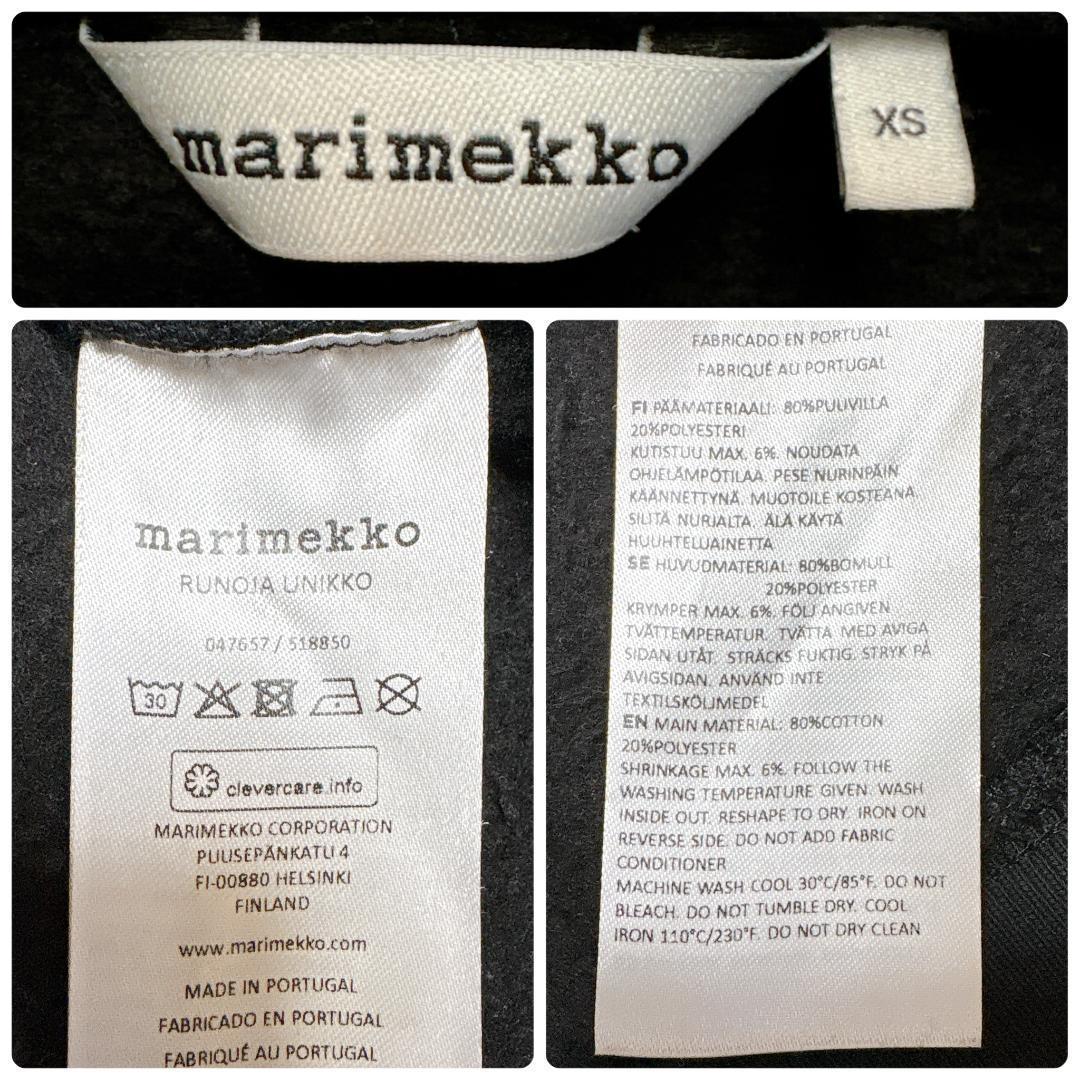 marimekko
XS
marimekko
RUNOJA UNIKKO
047657 / 518850
30
clevercare.info
MARIMEKKO CORPORATION
PUUSEPÄNKATU 4
FI-00880 HELSINKI
FINLAND
www.marimekko.com
MADE IN PORTUGAL
FABRICADO EN PORTUGAL
FABRIQUÉ AU PORTUGAL
FABRICADO EN PORTUGAL
FABRIQUÉ AU PORTUGAL
FI PÄÄMATERIAALI: 80%PUUVILLA
20%POLYESTERI
KUTISTUU MAX. 6%. NOUDATA
OHJELÄMPÖTILAA. PESE NURINPÄIN
KÄÄNNETTYNÄ. MUOTOILE KOSTEANA.
SILITÄ NURJALTA. ÄLÄ KÄYTÄ
HUUHTELUAINETTA
SE HUVUDMATERIAL: 80%BOMULL
20%POLYESTER
KRYMPER MAX. 6%. FÖLJ ANGIVEN
TVÄTTEMPERATUR. TVÄTTA MED AVIGA
SIDAN UTÅT. STRÄCKS FUKTIG. STRYK PÅ
AVIGSIDAN. ANVÄND INTE
TEXTILSKÖLJMEDEL
EN MAIN MATERIAL: 80%COTTON
20%POLYESTER
SHRINKAGE MAX. 6%. FOLLOW THE
WASHING TEMPERATURE GIVEN. WASH
INSIDE OUT. RESHAPE TO DRY. IRON ON
REVERSE SIDE. DO NOT ADD FABRIC
CONDITIONER
MACHINE WASH COOL 30°C/85°F. DO NOT
BLEACH. DO NOT TUMBLE DRY. COOL
IRON 110°C/230°F. DO NOT DRY CLEAN